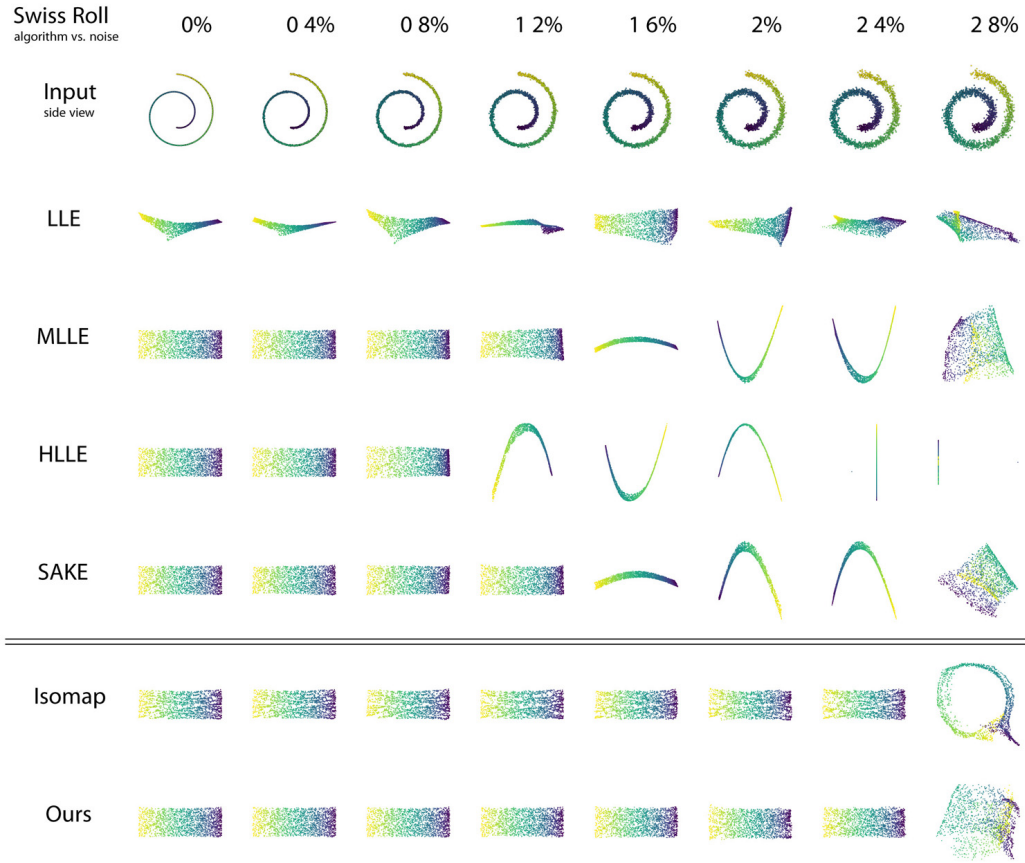 Swiss Roll
algorithm vs. noise
0% 0 4% 0 8% 1 2% 1 6% 2% 2 4% 2 8%
Input
side view
LLE
MLLE
HLLE
SAKE
Isomap
Ours